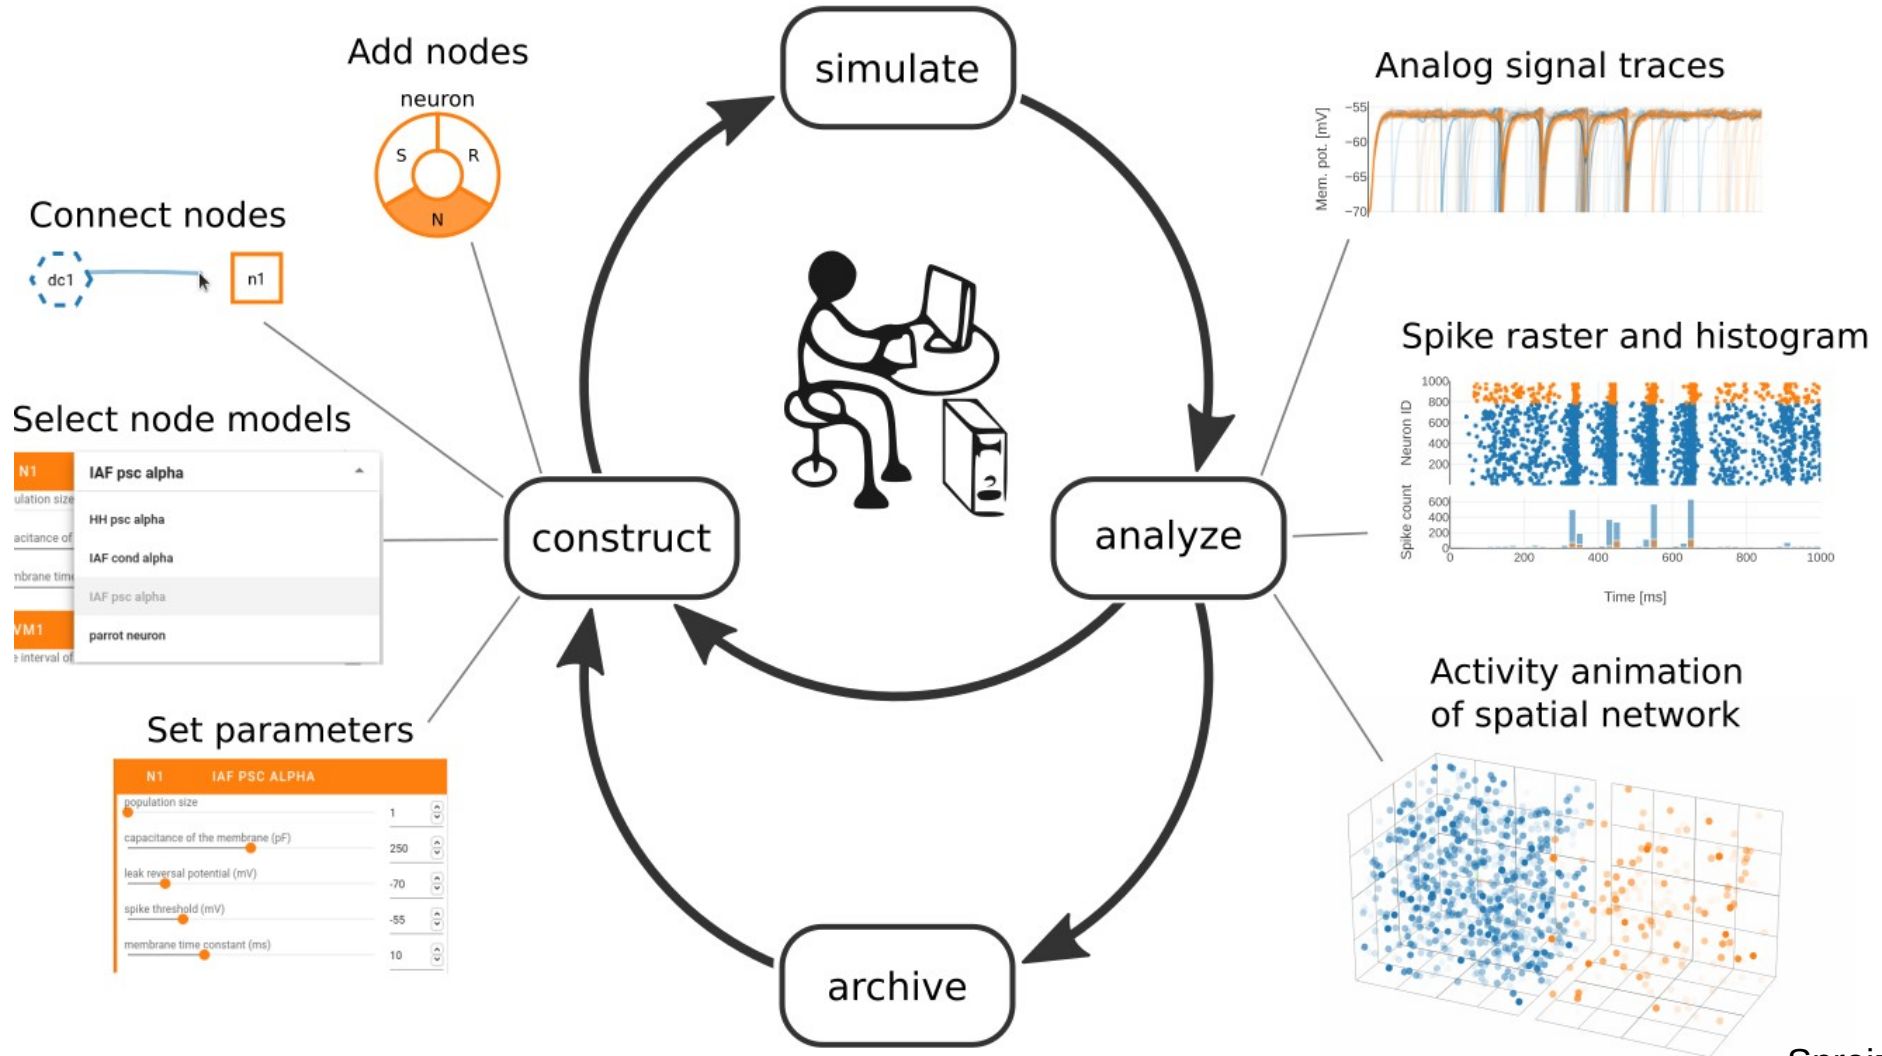 simulate
Add nodes
neuron
S
R
N
Connect nodes
dc1
n1
Select node models
N1
IAF psc alpha
ulation size
HH psc alpha
acitance of
IAF cond alpha
mbrane time
IAF psc alpha
VM1
parrot neuron
e interval of
Set parameters
N1 IAF PSC ALPHA
population size
1
capacitance of the membrane (pF)
250
leak reversal potential (mV)
-70
spike threshold (mV)
-55
membrane time constant (ms)
10
construct
analyze
archive
Analog signal traces
Mem. pot. [mV]
−55
−60
−65
−70
Spike raster and histogram
Neuron ID
1000
800
600
400
200
Spike count
600
400
200
0
0 200 400 600 800 1000
Time [ms]
Activity animation
of spatial network